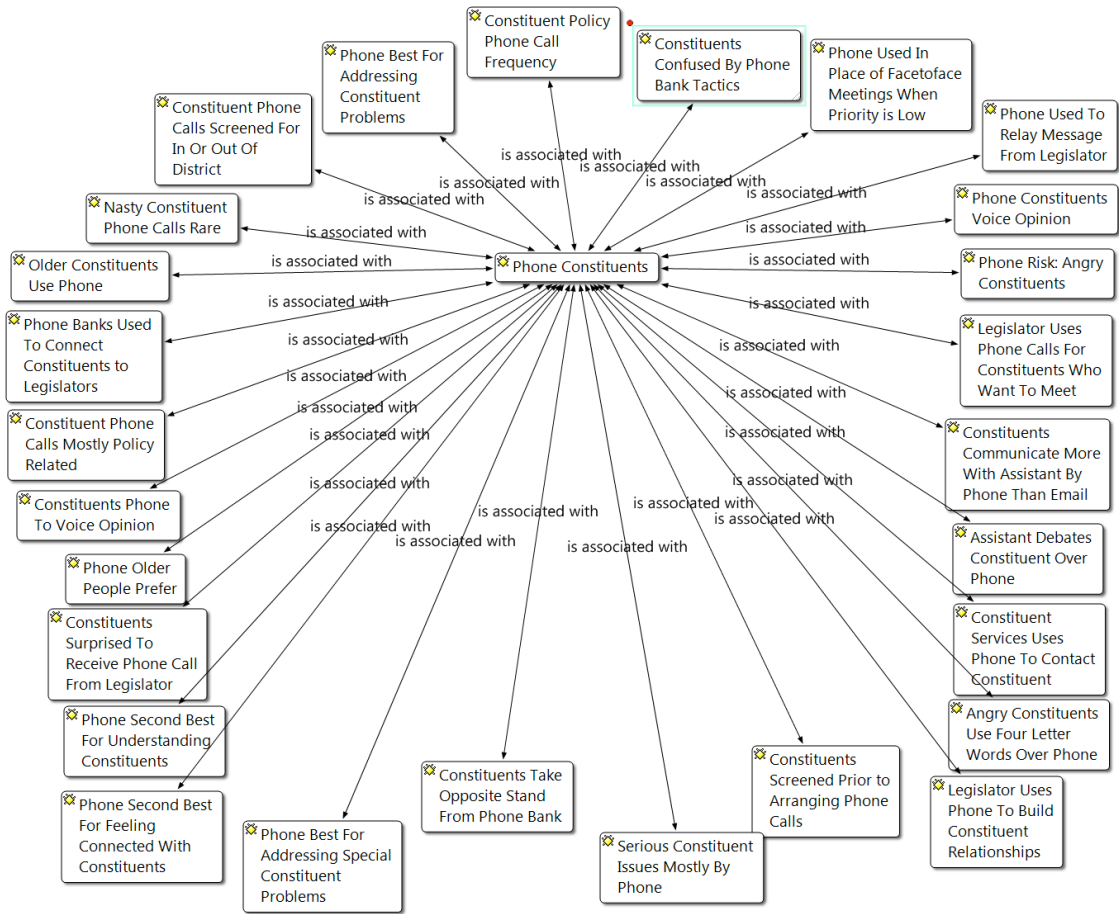 Constituent Policy
Phone Call
Frequency
Constituents
Confused By Phone
Bank Tactics
Phone Used In
Place of Facetoface
Meetings When
Priority is Low
Phone Best For
Addressing
Constituent
Problems
Constituent Phone
Calls Screened For
In Or Out Of
District
Phone Used To
Relay Message
From Legislator
is associated with
is associated with
is associated with
is associated with
is associated with
is associated with
Nasty Constituent
Phone Calls Rare
Phone Constituents
Voice Opinion
is associated with
is associated with
Older Constituents
Use Phone
is associated with
Phone Constituents
is associated with
Phone Risk: Angry
Constituents
Phone Banks Used
To Connect
Constituents to
Legislators
is associated with
is associated with
Legislator Uses
Phone Calls For
Constituents Who
Want To Meet
is associated with
is associated with
Constituent Phone
Calls Mostly Policy
Related
is associated with
is associated with
Constituents
Communicate More
With Assistant By
Phone Than Email
is associated with
is associated with
Constituents Phone
To Voice Opinion
is associated with
is associated with
is associated with
is associated with
is associated with
is associated with
is associated with
is associated with
Assistant Debates
Constituent Over
Phone
Phone Older
People Prefer
Constituents
Surprised To
Receive Phone Call
From Legislator
Constituent
Services Uses
Phone To Contact
Constituent
Phone Second Best
For Understanding
Constituents
Angry Constituents
Use Four Letter
Words Over Phone
Constituents Take
Opposite Stand
From Phone Bank
Constituents
Screened Prior to
Arranging Phone
Calls
Legislator Uses
Phone To Build
Constituent
Relationships
Phone Second Best
For Feeling
Connected With
Constituents
Phone Best For
Addressing Special
Constituent
Problems
Serious Constituent
Issues Mostly By
Phone